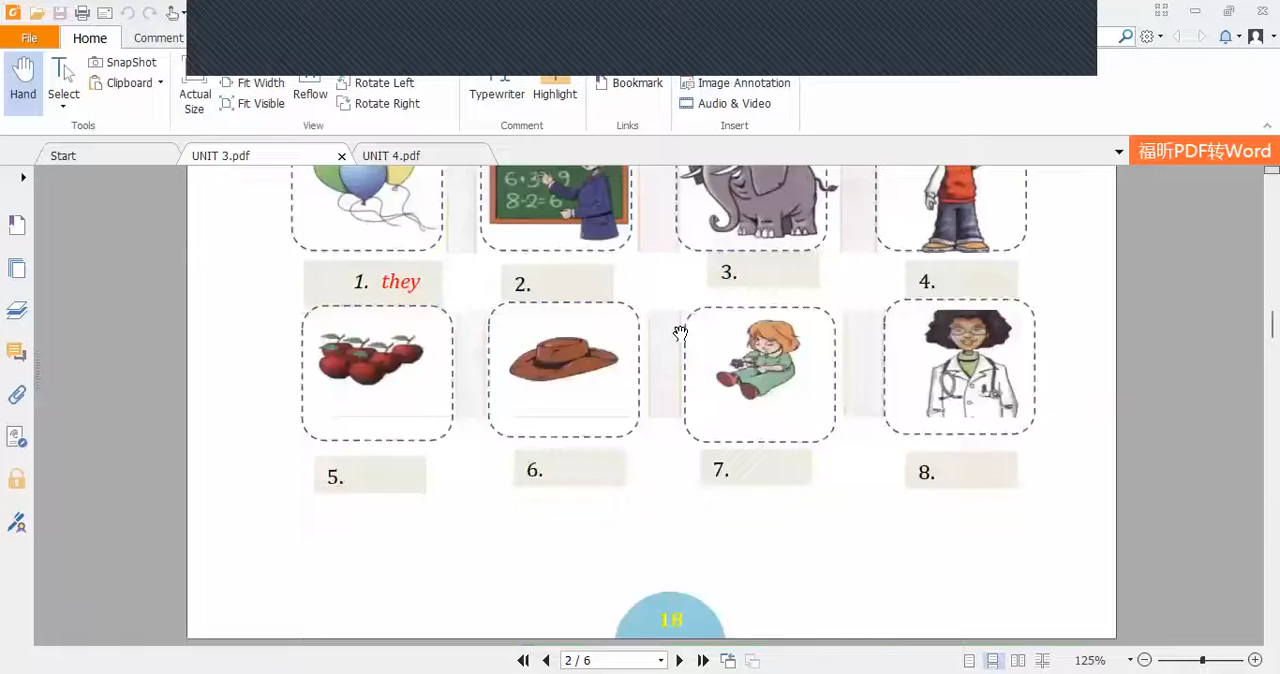 File
Home
Comment
SnapShot
Clipboard
Hand
Select
Actual Size
Fit Width
Fit Visible
Reflow
Rotate Left
Rotate Right
Typewriter
Highlight
Bookmark
Image Annotation
Audio & Video
Tools
View
Comment
Links
Insert
Start
UNIT 3.pdf
UNIT 4.pdf
福昕PDF转Word
6+3=9
8-2=6
1. they
2.
3.
4.
5.
6.
7.
8.
18
2 / 6
125%